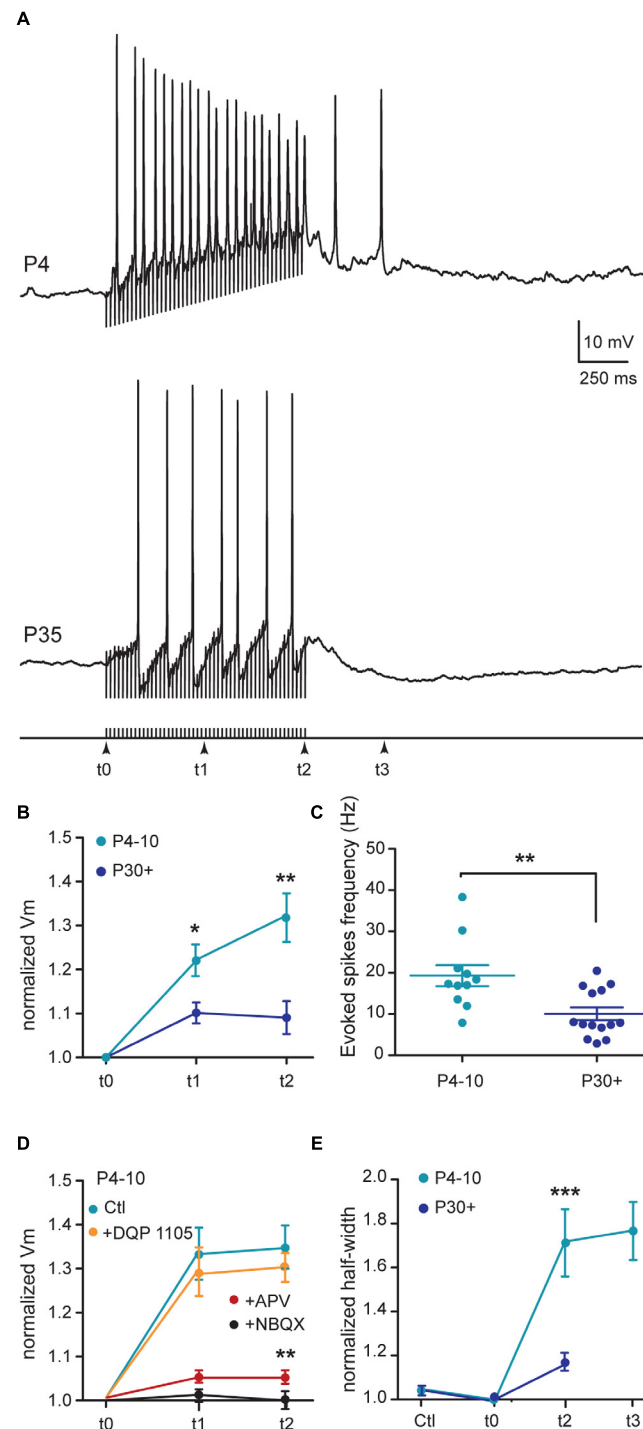 A
P4
10 mV
250 ms
P35
t0 t1 t2 t3
B
P4-10
P30+
normalized Vm
1.5
1.4
1.3
1.2
1.1
1.0
*
**
t0 t1 t2
C
Evoked spikes frequency (Hz)
50
40
30
20
10
0
**
P4-10 P30+
D
P4-10
Ctl
+DQP 1105
+APV
+NBQX
**
normalized Vm
1.5
1.4
1.3
1.2
1.1
1.0
t0 t1 t2
E
P4-10
P30+
***
normalized half-width
2.0
1.8
1.6
1.4
1.2
1.0
Ctl t0 t2 t3